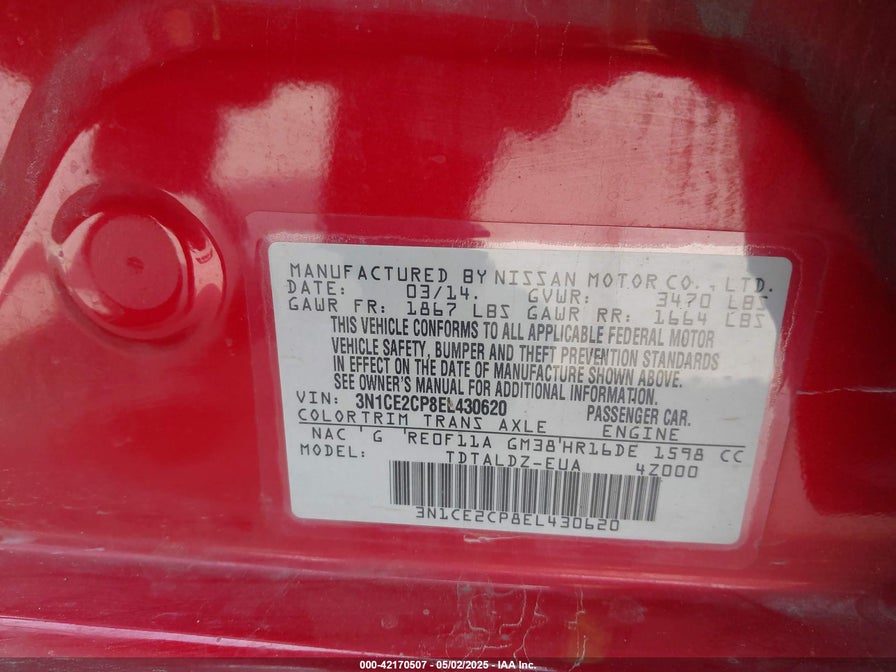 MANUFACTURED BY NISSAN MOTOR CO., LTD.
DATE: 03/14. GVWR: 3470 LBS
GAWR FR: 1867 LBS GAWR RR: 1664 LBS
THIS VEHICLE CONFORMS TO ALL APPLICABLE FEDERAL MOTOR
VEHICLE SAFETY, BUMPER AND THEFT PREVENTION STANDARDS
IN EFFECT ON THE DATE OF MANUFACTURE SHOWN ABOVE.
SEE OWNER'S MANUAL FOR ADDITIONAL INFORMATION.
VIN: 3N1CE2CP8EL430620 PASSENGER CAR.
COLORTRIM TRANS AXLE ENGINE
NAC ' G 'RE0F11A GM38'HR16DE 1598 CC
MODEL: TDTALDZ-EUA 4Z000
3N1CE2CP8EL430620
000-42170507 - 05/02/2025 - IAA Inc.